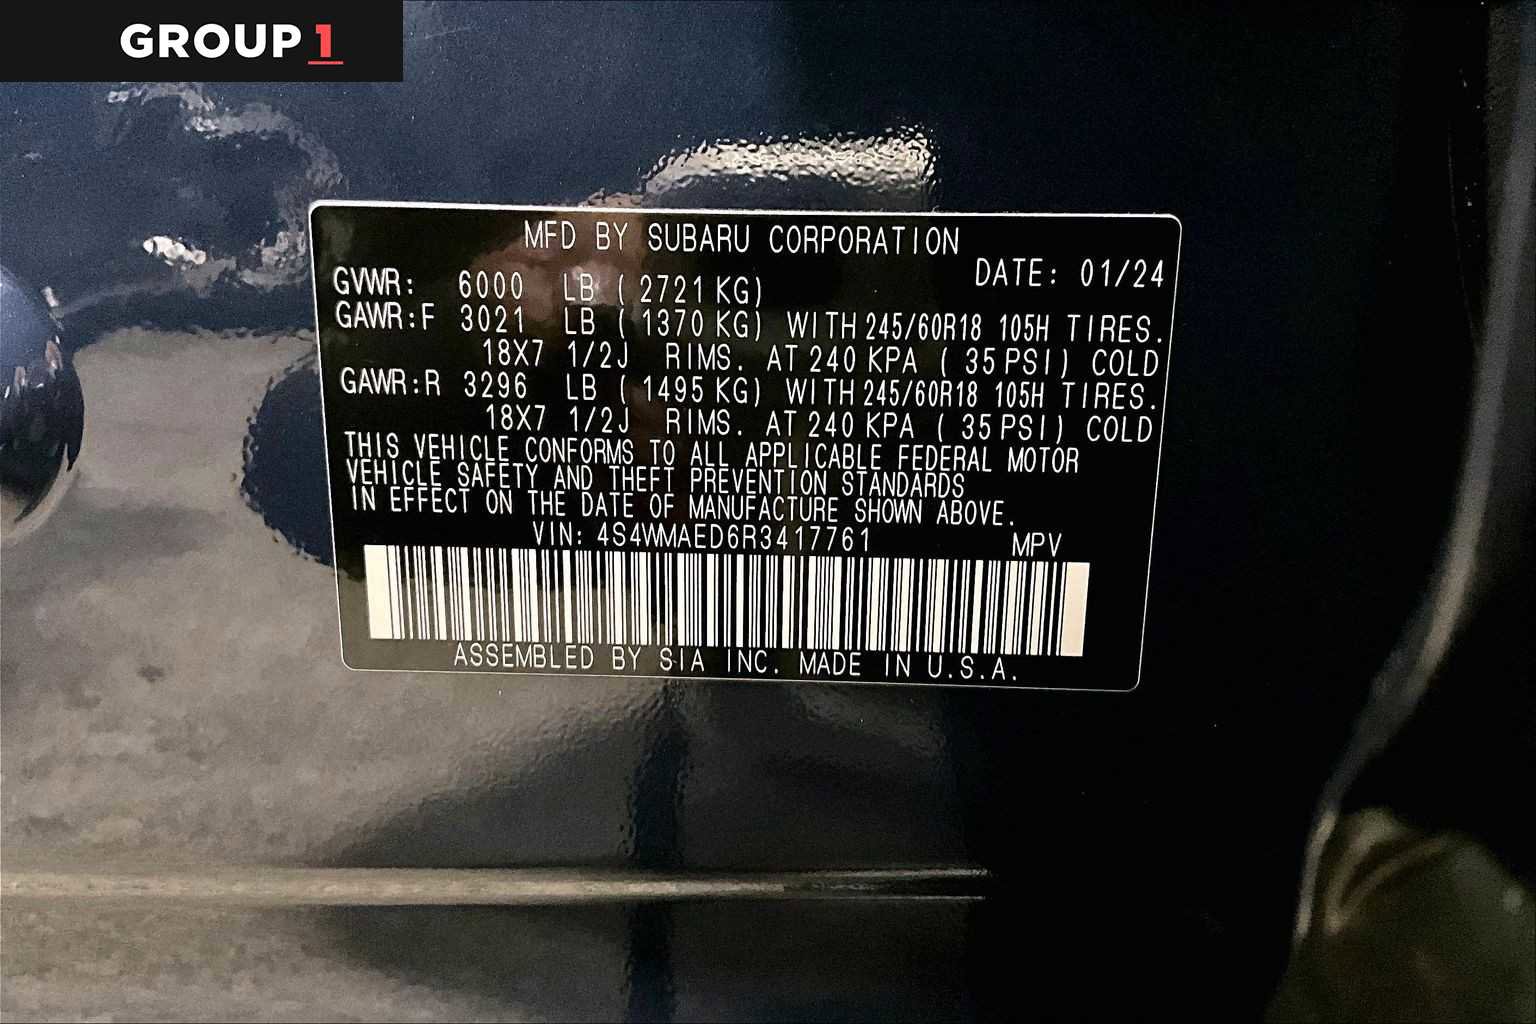 GROUP 1
MFD BY SUBARU CORPORATION
DATE: 01/24
GVWR: 6000 LB ( 2721 KG)
GAWR:F 3021 LB ( 1370 KG) WITH 245/60R18 105H TIRES.
18X7 1/2J RIMS. AT 240 KPA ( 35 PSI) COLD
GAWR:R 3296 LB ( 1495 KG) WITH 245/60R18 105H TIRES.
18X7 1/2J RIMS. AT 240 KPA ( 35 PSI) COLD
THIS VEHICLE CONFORMS TO ALL APPLICABLE FEDERAL MOTOR
VEHICLE SAFETY AND THEFT PREVENTION STANDARDS
IN EFFECT ON THE DATE OF MANUFACTURE SHOWN ABOVE.
VIN: 4S4WMAED6R3417761 MPV
ASSEMBLED BY SIA INC. MADE IN U.S.A.